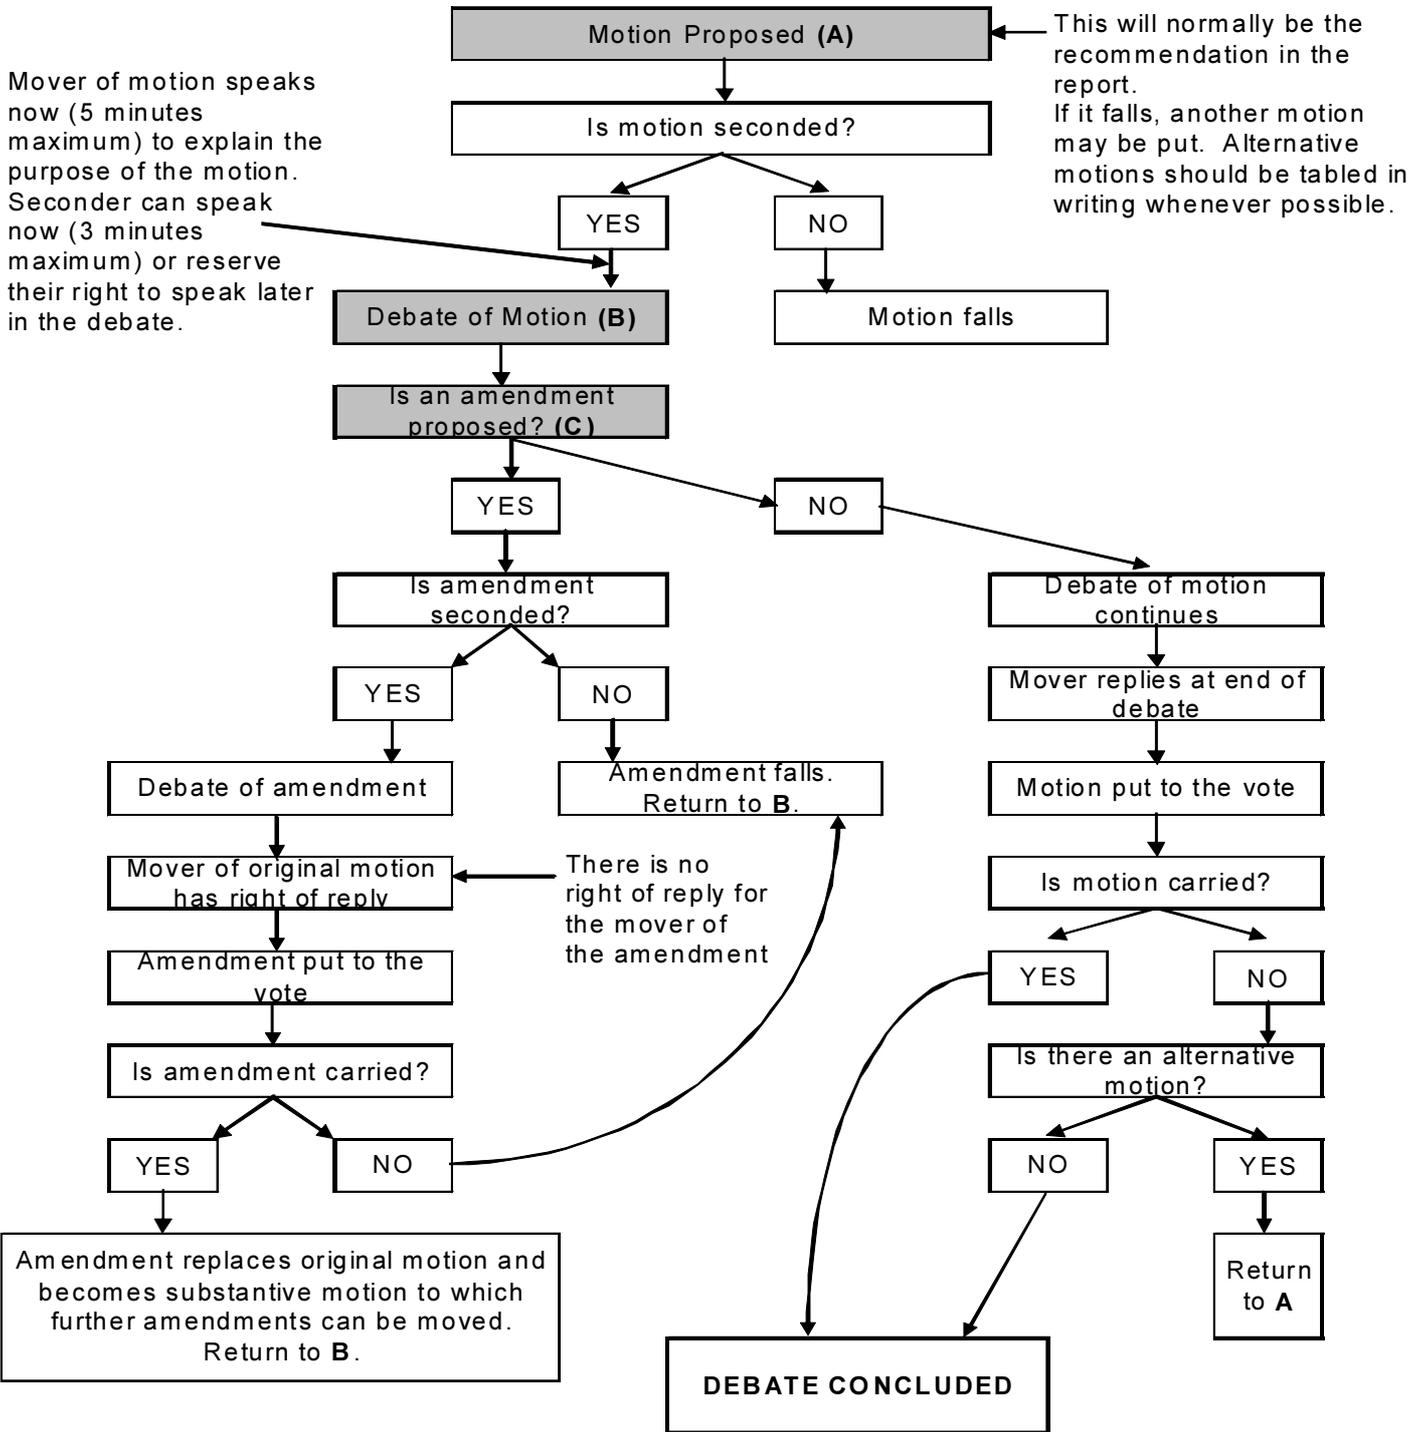 Motion Proposed (A)
This will normally be the
recommendation in the
report.
If it falls, another motion
may be put. Alternative
motions should be tabled in
writing whenever possible.
Mover of motion speaks
now (5 minutes
maximum) to explain the
purpose of the motion.
Seconder can speak
now (3 minutes
maximum) or reserve
their right to speak later
in the debate.
Is motion seconded?
YES
NO
Debate of Motion (B)
Motion falls
Is an amendment
proposed? (C)
YES
NO
Is amendment
seconded?
Debate of motion
continues
YES
NO
Mover replies at end of
debate
Debate of amendment
Amendment falls.
Return to B.
Motion put to the vote
Mover of original motion
has right of reply
There is no
right of reply for
the mover of
the amendment
Is motion carried?
Amendment put to the
vote
YES
NO
Is amendment carried?
Is there an alternative
motion?
YES
NO
NO
YES
Amendment replaces original motion and
becomes substantive motion to which
further amendments can be moved.
Return to B.
Return
to A
DEBATE CONCLUDED